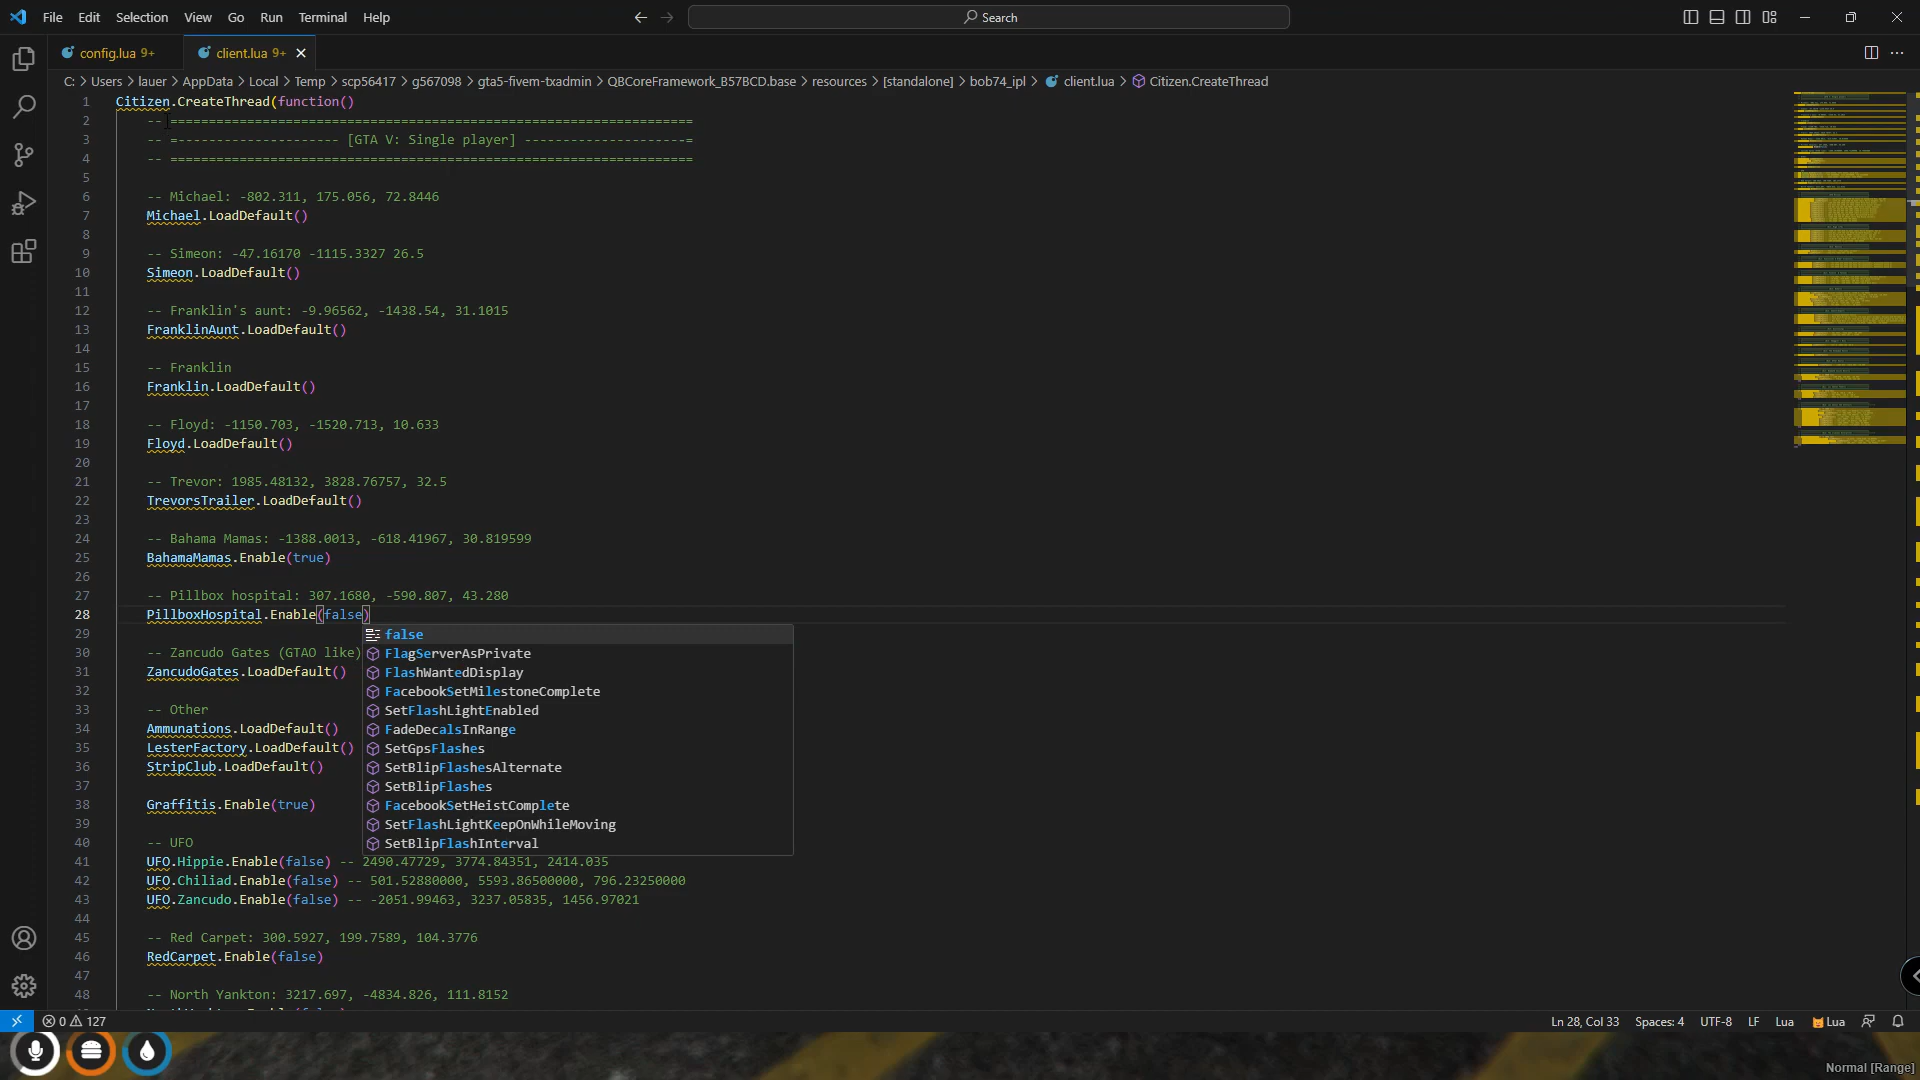 File Edit Selection View Go Run Terminal Help
Search
config.lua 9+
client.lua 9+
C: > Users > lauer > AppData > Local > Temp > scp56417 > g567098 > gta5-fivem-txadmin > QBCoreFramework_B57BCD.base > resources > [standalone] > bob74_ipl > client.lua > Citizen.CreateThread
1 Citizen.CreateThread(function()
2 -- ====================================================================
3 -- =--------------------- [GTA V: Single player] ---------------------=
4 -- ====================================================================
5
6 -- Michael: -802.311, 175.056, 72.8446
7 Michael.LoadDefault()
8
9 -- Simeon: -47.16170 -1115.3327 26.5
10 Simeon.LoadDefault()
11
12 -- Franklin's aunt: -9.96562, -1438.54, 31.1015
13 FranklinAunt.LoadDefault()
14
15 -- Franklin
16 Franklin.LoadDefault()
17
18 -- Floyd: -1150.703, -1520.713, 10.633
19 Floyd.LoadDefault()
20
21 -- Trevor: 1985.48132, 3828.76757, 32.5
22 TrevorsTrailer.LoadDefault()
23
24 -- Bahama Mamas: -1388.0013, -618.41967, 30.819599
25 BahamaMamas.Enable(true)
26
27 -- Pillbox hospital: 307.1680, -590.807, 43.280
28 PillboxHospital.Enable(false)
29 false
30 -- Zancudo Gates (GTAO like) FlagServerAsPrivate
31 ZancudoGates.LoadDefault() FlashWantedDisplay
32 FacebookSetMilestoneComplete
33 -- Other SetFlashLightEnabled
34 Ammunations.LoadDefault() FadeDecalsInRange
35 LesterFactory.LoadDefault() SetGpsFlashes
36 StripClub.LoadDefault() SetBlipFlashesAlternate
37 SetBlipFlashes
38 Graffitis.Enable(true) FacebookSetHeistComplete
39 SetFlashLightKeepOnWhileMoving
40 -- UFO SetBlipFlashInterval
41 UFO.Hippie.Enable(false) -- 2490.47729, 3774.84351, 2414.035
42 UFO.Chiliad.Enable(false) -- 501.52880000, 5593.86500000, 796.23250000
43 UFO.Zancudo.Enable(false) -- -2051.99463, 3237.05835, 1456.97021
44
45 -- Red Carpet: 300.5927, 199.7589, 104.3776
46 RedCarpet.Enable(false)
47
48 -- North Yankton: 3217.697, -4834.826, 111.8152
0 127
Ln 28, Col 33 Spaces: 4 UTF-8 LF Lua Lua
Normal [Range]